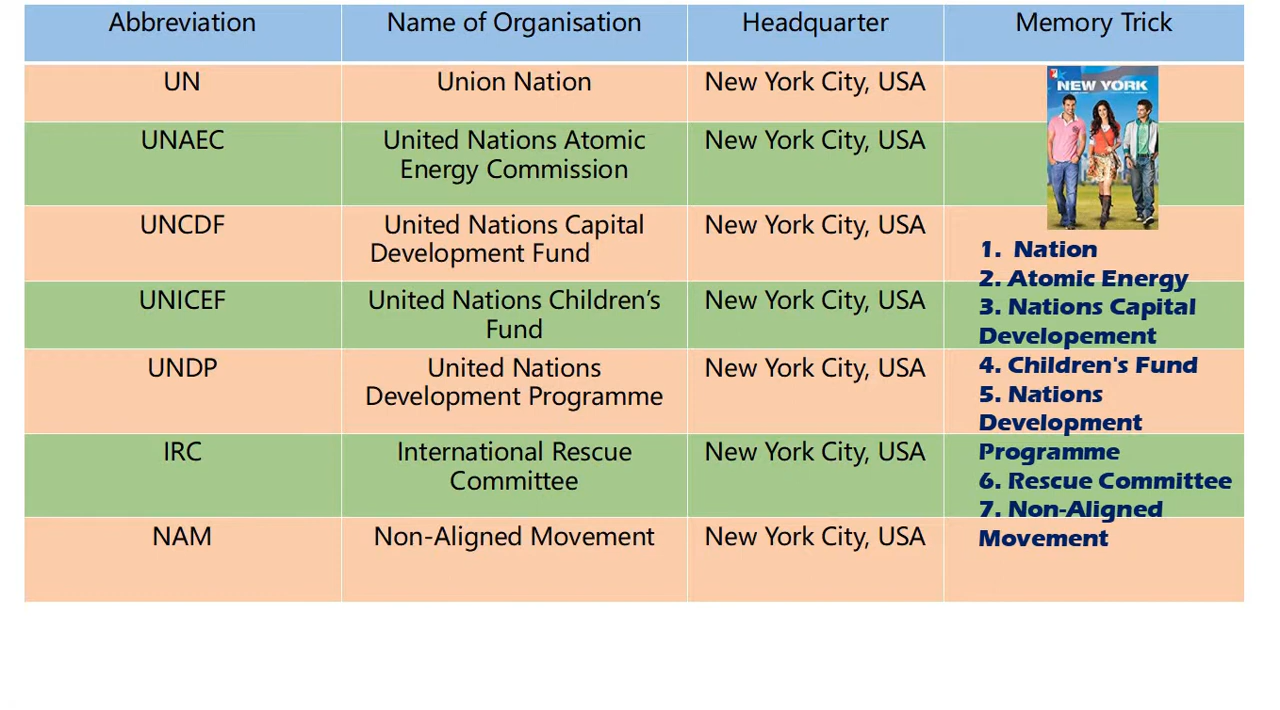 Abbreviation
Name of Organisation
Headquarter
Memory Trick
UN
Union Nation
New York City, USA
NEW YORK
UNAEC
United Nations Atomic
Energy Commission
New York City, USA
UNCDF
United Nations Capital
Development Fund
New York City, USA
UNICEF
United Nations Children’s
Fund
New York City, USA
UNDP
United Nations
Development Programme
New York City, USA
IRC
International Rescue
Committee
New York City, USA
NAM
Non-Aligned Movement
New York City, USA
1. Nation
2. Atomic Energy
3. Nations Capital
Developement
4. Children's Fund
5. Nations
Development
Programme
6. Rescue Committee
7. Non-Aligned
Movement